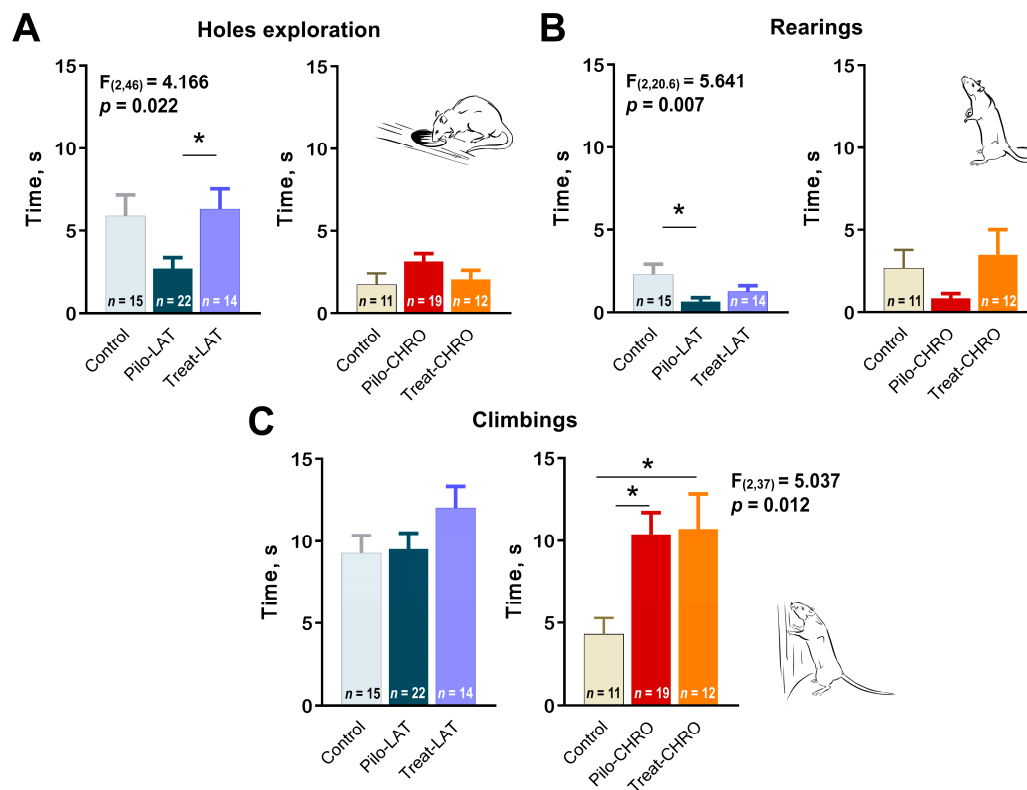 A
Holes exploration
15
10
5
0
Time, s
F(2,46) = 4.166
p = 0.022
*
n = 15
n = 22
n = 14
Control
Pilo-LAT
Treat-LAT
15
10
5
0
n = 11
n = 19
n = 12
Control
Pilo-CHRO
Treat-CHRO
B
Rearings
15
10
5
0
Time, s
F(2,20.6) = 5.641
p = 0.007
*
n = 15
n = 22
n = 14
Control
Pilo-LAT
Treat-LAT
15
10
5
0
Time, s
n = 11
n = 19
n = 12
Control
Pilo-CHRO
Treat-CHRO
C
Climbings
15
10
5
0
Time, s
n = 15
n = 22
n = 14
Control
Pilo-LAT
Treat-LAT
15
10
5
0
Time, s
*
*
F(2,37) = 5.037
p = 0.012
n = 11
n = 19
n = 12
Control
Pilo-CHRO
Treat-CHRO